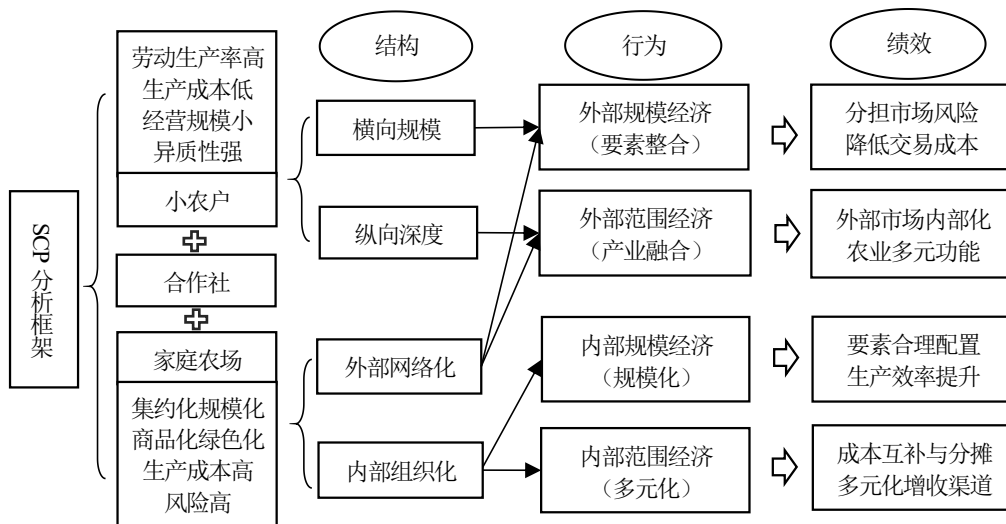 SCP分析框架
劳动生产率高
生产成本低
经营规模小
异质性强
小农户
合作社
家庭农场
集约化规模化
商品化绿色化
生产成本高
风险高
结构
横向规模
纵向深度
外部网络化
内部组织化
行为
外部规模经济
（要素整合）
外部范围经济
（产业融合）
内部规模经济
（规模化）
内部范围经济
（多元化）
绩效
分担市场风险
降低交易成本
外部市场内部化
农业多元功能
要素合理配置
生产效率提升
成本互补与分摊
多元化增收渠道